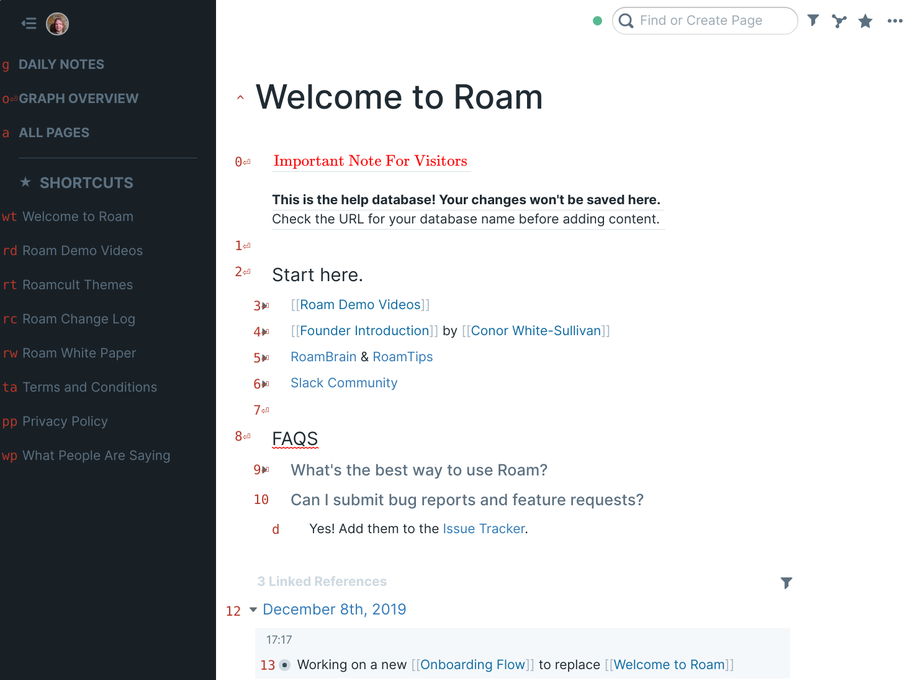 g DAILY NOTES
o⏎ GRAPH OVERVIEW
a ALL PAGES
★ SHORTCUTS
wt Welcome to Roam
rd Roam Demo Videos
rt Roamcult Themes
rc Roam Change Log
rw Roam White Paper
ta Terms and Conditions
pp Privacy Policy
wp What People Are Saying
Find or Create Page
^ Welcome to Roam
0⏎ Important Note For Visitors
This is the help database! Your changes won't be saved here.
Check the URL for your database name before adding content.
1⏎
2⏎ Start here.
3 [[Roam Demo Videos]]
4 [[Founder Introduction]] by [[Conor White-Sullivan]]
5 RoamBrain & RoamTips
6 Slack Community
7⏎
8⏎ FAQS
9 What's the best way to use Roam?
10 Can I submit bug reports and feature requests?
d Yes! Add them to the Issue Tracker.
3 Linked References
12 December 8th, 2019
17:17
13 Working on a new [[Onboarding Flow]] to replace [[Welcome to Roam]]